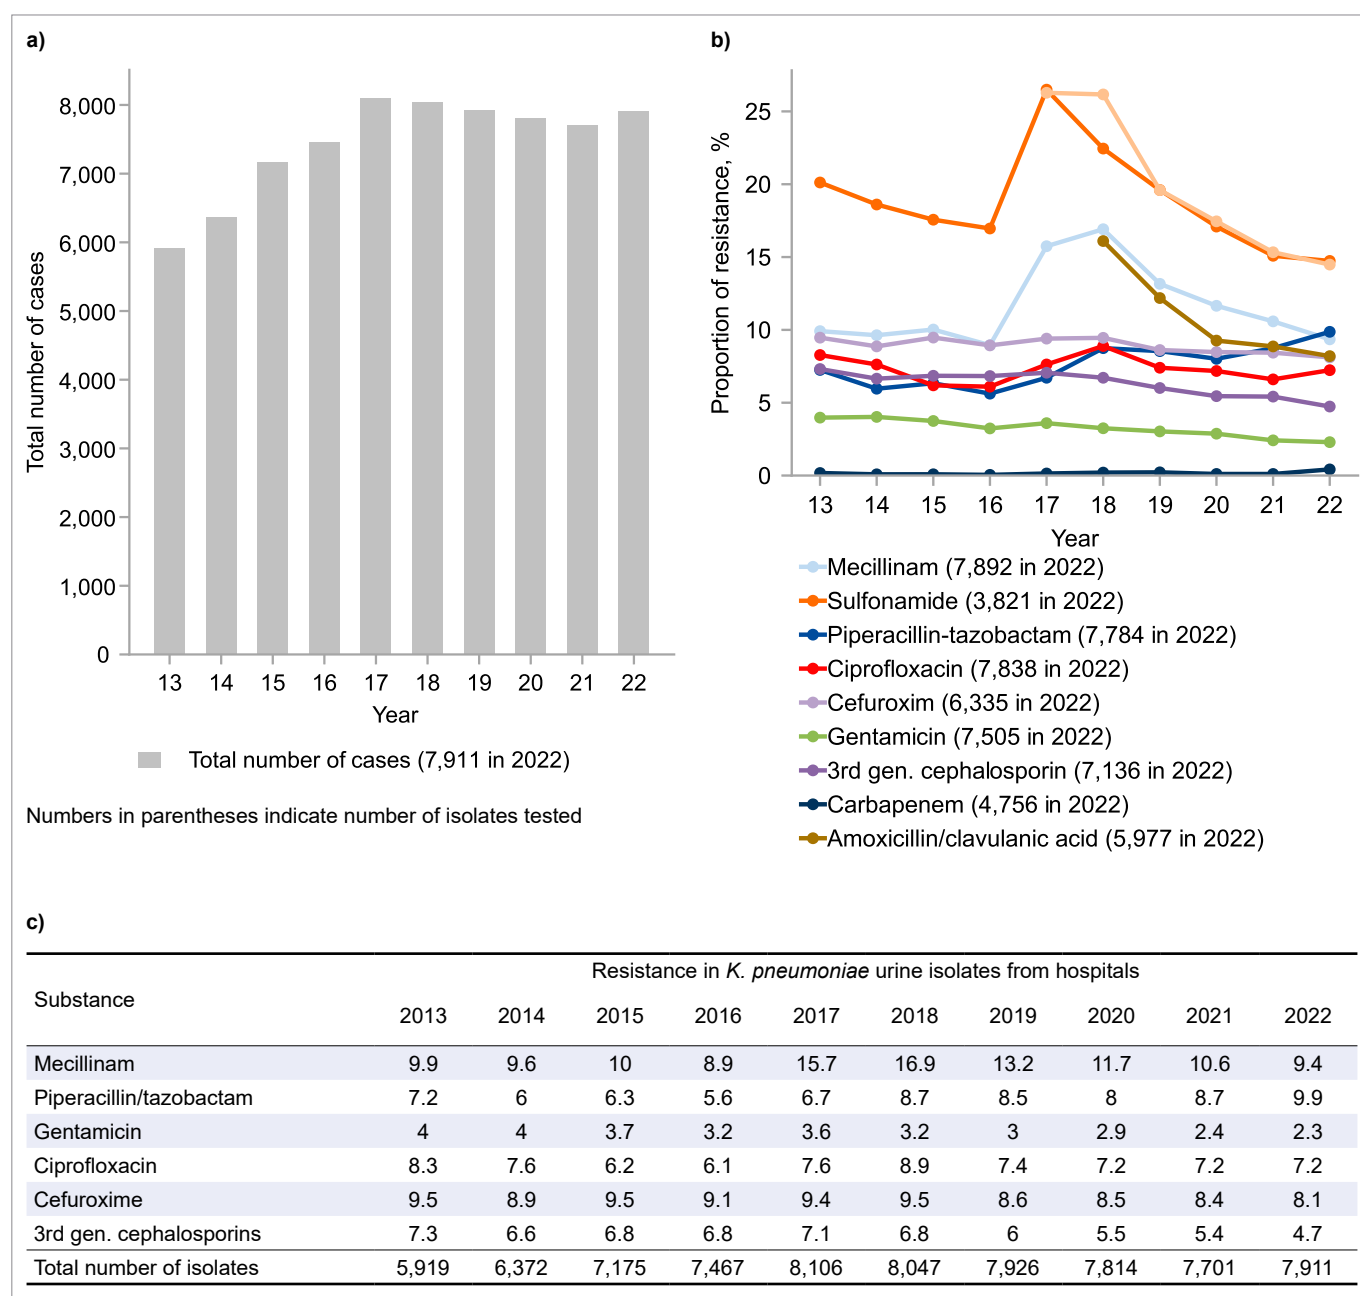 a)
Total number of cases
8,000
7,000
6,000
5,000
4,000
3,000
2,000
1,000
0
13 14 15 16 17 18 19 20 21 22
Year
Total number of cases (7,911 in 2022)
Numbers in parentheses indicate number of isolates tested
b)
Proportion of resistance, %
25
20
15
10
5
0
13 14 15 16 17 18 19 20 21 22
Year
Mecillinam (7,892 in 2022)
Sulfonamide (3,821 in 2022)
Piperacillin-tazobactam (7,784 in 2022)
Ciprofloxacin (7,838 in 2022)
Cefuroxim (6,335 in 2022)
Gentamicin (7,505 in 2022)
3rd gen. cephalosporin (7,136 in 2022)
Carbapenem (4,756 in 2022)
Amoxicillin/clavulanic acid (5,977 in 2022)
c)
Resistance in K. pneumoniae urine isolates from hospitals
Substance
2013 2014 2015 2016 2017 2018 2019 2020 2021 2022
Mecillinam 9.9 9.6 10 8.9 15.7 16.9 13.2 11.7 10.6 9.4
Piperacillin/tazobactam 7.2 6 6.3 5.6 6.7 8.7 8.5 8 8.7 9.9
Gentamicin 4 4 3.7 3.2 3.6 3.2 3 2.9 2.4 2.3
Ciprofloxacin 8.3 7.6 6.2 6.1 7.6 8.9 7.4 7.2 7.2 7.2
Cefuroxime 9.5 8.9 9.5 9.1 9.4 9.5 8.6 8.5 8.4 8.1
3rd gen. cephalosporins 7.3 6.6 6.8 6.8 7.1 6.8 6 5.5 5.4 4.7
Total number of isolates 5,919 6,372 7,175 7,467 8,106 8,047 7,926 7,814 7,701 7,911